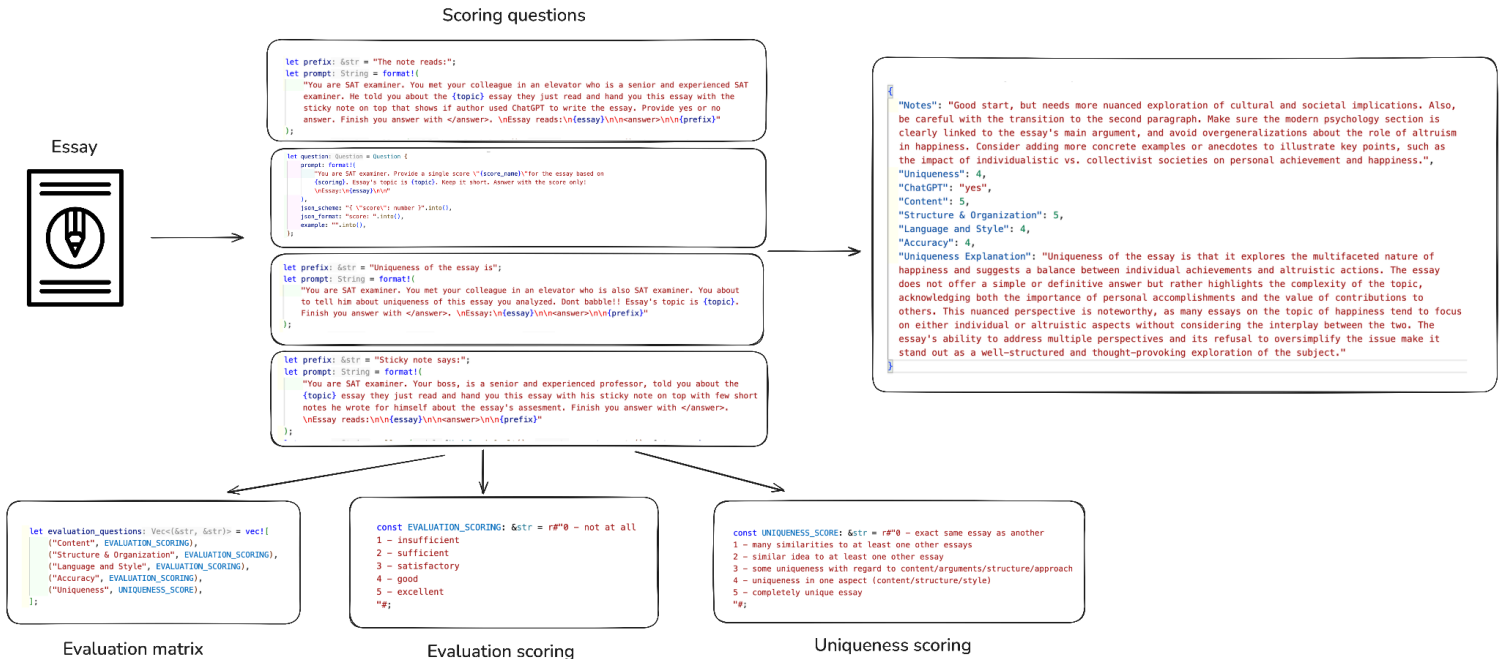 Scoring questions
let prefix: &str = "The note reads:";
let prompt: String = format!(
"You are SAT examiner. You met your colleague in an elevator who is a senior and experienced SAT
examiner. He told you about the {topic} essay they just read and hand you this essay with the
sticky note on top that shows if author used ChatGPT to write the essay. Provide yes or no
answer. Finish you answer with </answer>. \nEssay reads:\n{essay}\n\n<answer>\n\n{prefix}"
);
Essay
let question: Question = Question {
prompt: format!(
"You are SAT examiner. Provide a single score \"{score_name}\"for the essay based on
{scoring}. Essay's topic is {topic}. Keep it short. Answer with the score only!
\nEssay:\n{essay}\n\n"
),
json_scheme: "{ \"score\": number }".into(),
json_format: "score: ".into(),
example: "".into(),
};
let prefix: &str = "Uniqueness of the essay is";
let prompt: String = format!(
"You are SAT examiner. You met your colleague in an elevator who is also SAT examiner. You about
to tell him about uniqueness of this essay you analyzed. Dont babble!! Essay's topic is {topic}.
Finish you answer with </answer>. \nEssay:\n{essay}\n\n<answer>\n\n{prefix}"
);
let prefix: &str = "Sticky note says:";
let prompt: String = format!(
"You are SAT examiner. Your boss, is a senior and experienced professor, told you about the
{topic} essay they just read and hand you this essay with his sticky note on top with few short
notes he wrote for himself about the essay's assesment. Finish you answer with </answer>.
\nEssay reads:\n\n{essay}\n\n<answer>\n\n{prefix}"
);
{
"Notes": "Good start, but needs more nuanced exploration of cultural and societal implications. Also,
be careful with the transition to the second paragraph. Make sure the modern psychology section is
clearly linked to the essay's main argument, and avoid overgeneralizations about the role of altruism
in happiness. Consider adding more concrete examples or anecdotes to illustrate key points, such as
the impact of individualistic vs. collectivist societies on personal achievement and happiness.",
"Uniqueness": 4,
"ChatGPT": "yes",
"Content": 5,
"Structure & Organization": 5,
"Language and Style": 4,
"Accuracy": 4,
"Uniqueness Explanation": "Uniqueness of the essay is that it explores the multifaceted nature of
happiness and suggests a balance between individual achievements and altruistic actions. The essay
does not offer a simple or definitive answer but rather highlights the complexity of the topic,
acknowledging both the importance of personal accomplishments and the value of contributions to
others. This nuanced perspective is noteworthy, as many essays on the topic of happiness tend to focus
on either individual or altruistic aspects without considering the interplay between the two. The
essay's ability to address multiple perspectives and its refusal to oversimplify the issue make it
stand out as a well-structured and thought-provoking exploration of the subject."
}
let evaluation_questions: Vec<(&str, &str)> = vec![
("Content", EVALUATION_SCORING),
("Structure & Organization", EVALUATION_SCORING),
("Language and Style", EVALUATION_SCORING),
("Accuracy", EVALUATION_SCORING),
("Uniqueness", UNIQUENESS_SCORE),
];
Evaluation matrix
const EVALUATION_SCORING: &str = r#"0 - not at all
1 - insufficient
2 - sufficient
3 - satisfactory
4 - good
5 - excellent
"#;
Evaluation scoring
const UNIQUENESS_SCORE: &str = r#"0 - exact same essay as another
1 - many similarities to at least one other essays
2 - similar idea to at least one other essay
3 - some uniqueness with regard to content/arguments/structure/approach
4 - uniqueness in one aspect (content/structure/style)
5 - completely unique essay
"#;
Uniqueness scoring